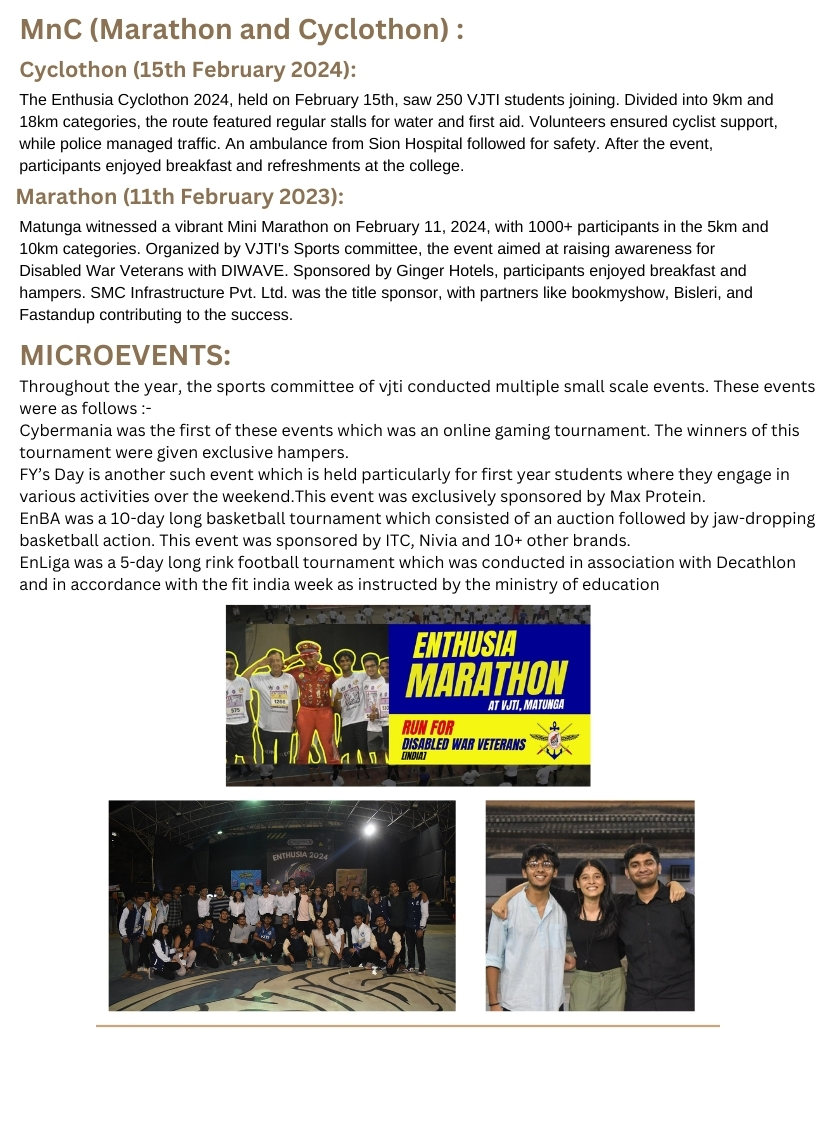 MnC (Marathon and Cyclothon) :
Cyclothon (15th February 2024):
The Enthusia Cyclothon 2024, held on February 15th, saw 250 VJTI students joining. Divided into 9km and
18km categories, the route featured regular stalls for water and first aid. Volunteers ensured cyclist support,
while police managed traffic. An ambulance from Sion Hospital followed for safety. After the event,
participants enjoyed breakfast and refreshments at the college.
Marathon (11th February 2023):
Matunga witnessed a vibrant Mini Marathon on February 11, 2024, with 1000+ participants in the 5km and
10km categories. Organized by VJTI's Sports committee, the event aimed at raising awareness for
Disabled War Veterans with DIWAVE. Sponsored by Ginger Hotels, participants enjoyed breakfast and
hampers. SMC Infrastructure Pvt. Ltd. was the title sponsor, with partners like bookmyshow, Bisleri, and
Fastandup contributing to the success.
MICROEVENTS:
Throughout the year, the sports committee of vjti conducted multiple small scale events. These events
were as follows :-
Cybermania was the first of these events which was an online gaming tournament. The winners of this
tournament were given exclusive hampers.
FY’s Day is another such event which is held particularly for first year students where they engage in
various activities over the weekend.This event was exclusively sponsored by Max Protein.
EnBA was a 10-day long basketball tournament which consisted of an auction followed by jaw-dropping
basketball action. This event was sponsored by ITC, Nivia and 10+ other brands.
EnLiga was a 5-day long rink football tournament which was conducted in association with Decathlon
and in accordance with the fit india week as instructed by the ministry of education
ENTHUSIA
MARATHON
AT VJTI, MATUNGA
RUN FOR
DISABLED WAR VETERANS
[INDIA]
575
1265
ENTHUSIA 2024